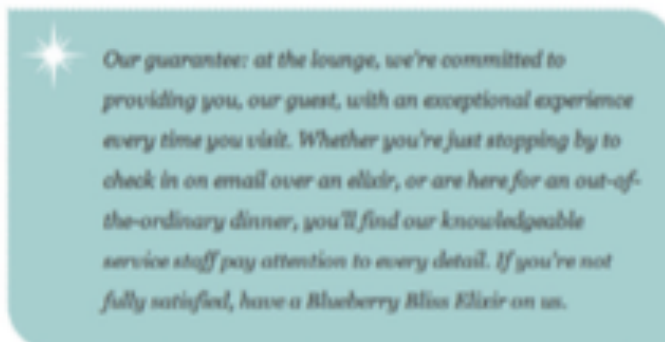 Our guarantee: at the lounge, we're committed to
providing you, our guest, with an exceptional experience
every time you visit. Whether you're just stopping by to
check in on email over an elixir, or are here for an out-of-
the-ordinary dinner, you'll find our knowledgeable
service staff pay attention to every detail. If you're not
fully satisfied, have a Blueberry Bliss Elixir on us.